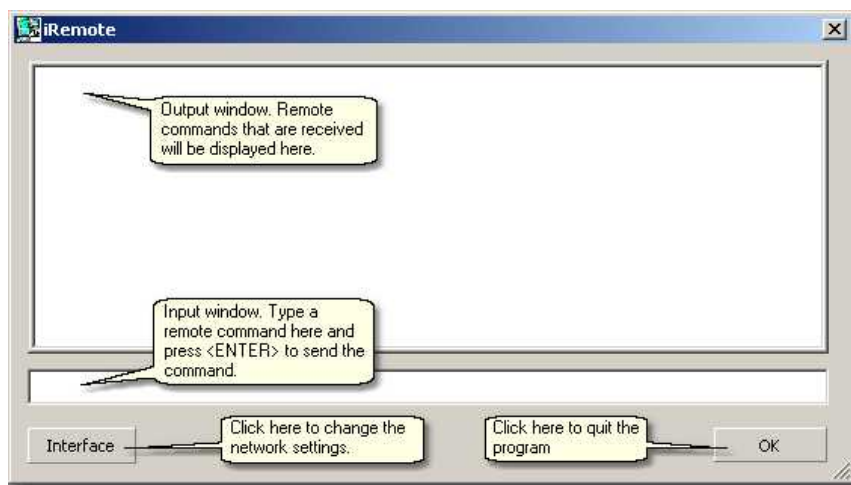 iRemote
Output window. Remote
commands that are received
will be displayed here.
Input window. Type a
remote command here and
press <ENTER> to send the
command.
Click here to change the
network settings.
Click here to quit the
program
Interface
OK